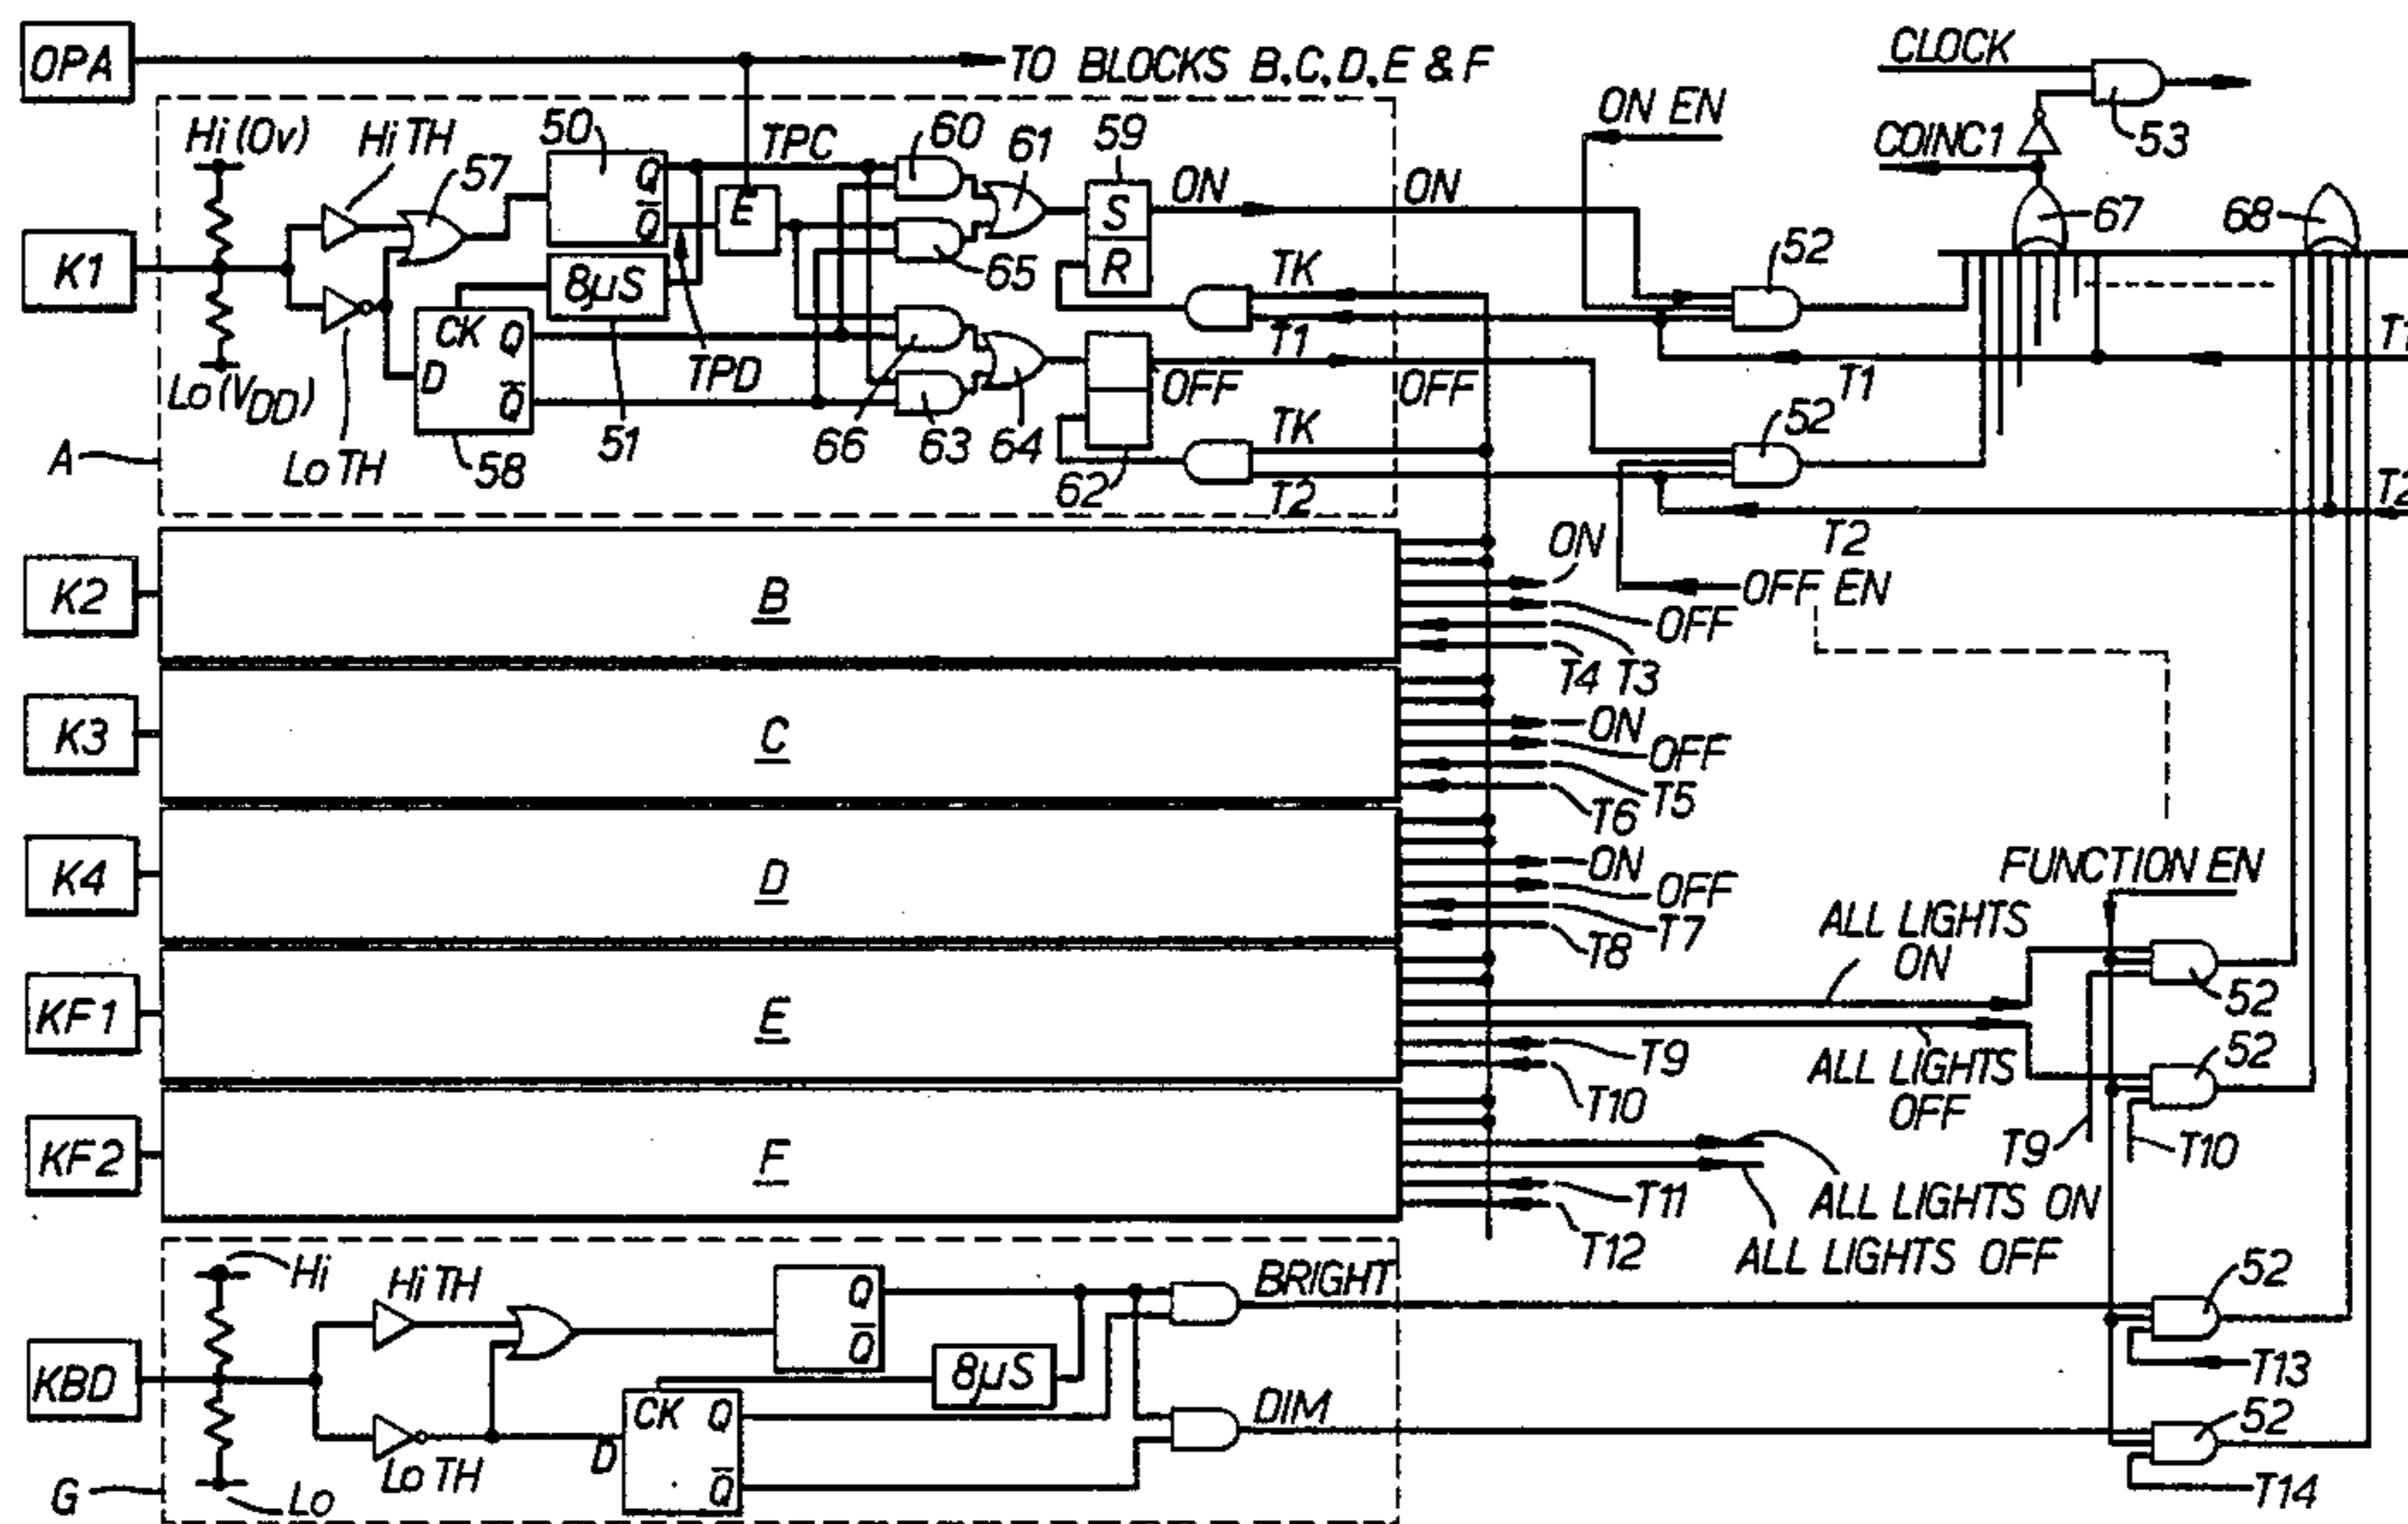 OPA
TO BLOCKS B,C,D,E & F
CLOCK
53
ON EN
COINC1
Hi (0v)
Hi TH
57
50
Q
Q̅
TPC
E
60
61
59
S
R
ON
ON
52
67
68
K1
8µS
65
TK
T1
T1
T1
CK
Q
D
Q̅
TPD
OFF
OFF
Lo (VDD)
A
Lo TH
58
51
66
63
64
62
TK
T2
52
T2
T2
OFF EN
K2
B
ON
OFF
T4
T3
K3
C
ON
OFF
T5
T6
K4
D
ON
OFF
T7
T8
FUNCTION EN
ALL LIGHTS
ON
52
KF1
E
T9
T10
ALL LIGHTS
OFF
52
T9
T10
KF2
F
T11
T12
ALL LIGHTS ON
ALL LIGHTS OFF
Hi
Hi TH
Q
Q̅
BRIGHT
52
KBD
8µS
T13
CK
Q
D
Q̅
DIM
52
Lo TH
G
Lo
T14